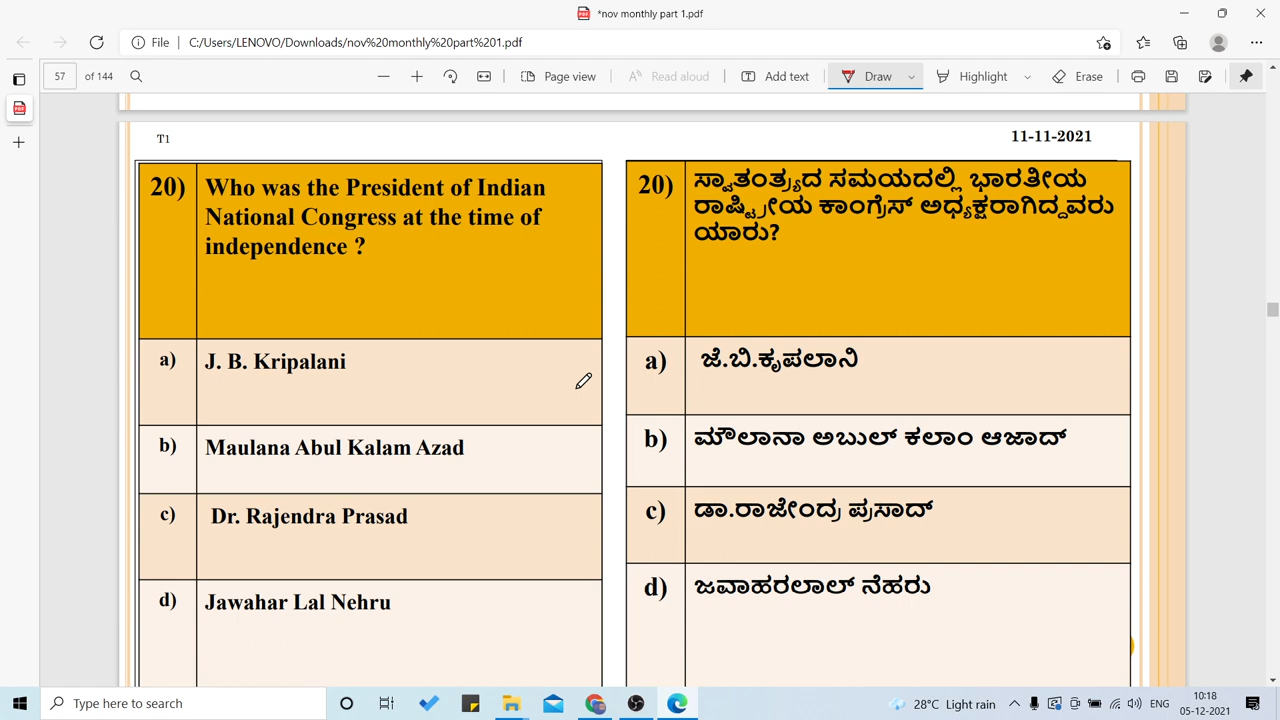 *nov monthly part 1.pdf
File | C:/Users/LENOVO/Downloads/nov%20monthly%20part%201.pdf
57 of 144 Page view Read aloud Add text Draw Highlight Erase
T1 11-11-2021
20) Who was the President of Indian
National Congress at the time of
independence ?
a) J. B. Kripalani
b) Maulana Abul Kalam Azad
c) Dr. Rajendra Prasad
d) Jawahar Lal Nehru
20) ಸ್ವಾತಂತ್ರ್ಯದ ಸಮಯದಲ್ಲಿ ಭಾರತೀಯ
ರಾಷ್ಟ್ರೀಯ ಕಾಂಗ್ರೆಸ್ ಅಧ್ಯಕ್ಷರಾಗಿದ್ದವರು
ಯಾರು?
a) ಜೆ.ಬಿ.ಕೃಪಲಾನಿ
b) ಮೌಲಾನಾ ಅಬುಲ್ ಕಲಾಂ ಆಜಾದ್
c) ಡಾ.ರಾಜೇಂದ್ರ ಪ್ರಸಾದ್
d) ಜವಾಹರಲಾಲ್ ನೆಹರು
Type here to search 28°C Light rain ENG 10:18
05-12-2021